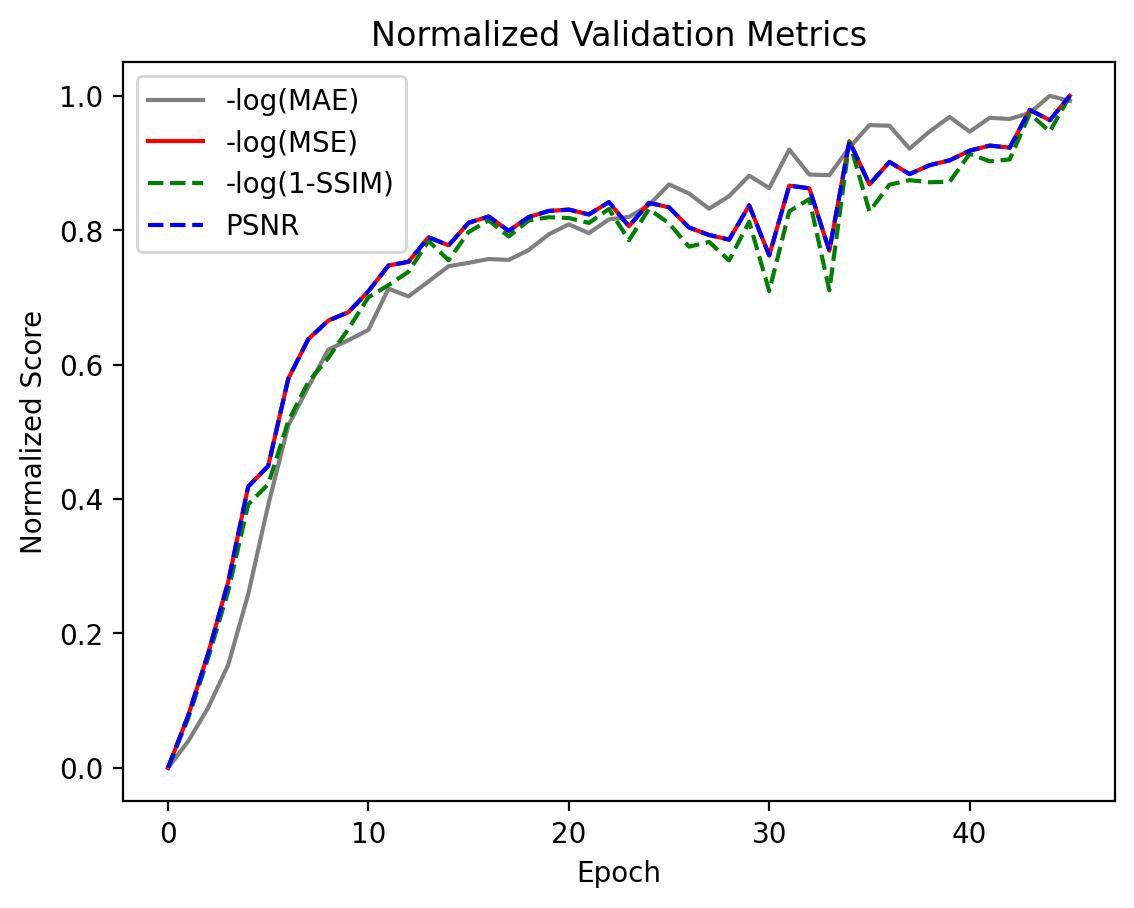 Normalized Validation Metrics
-log(MAE)
-log(MSE)
-log(1-SSIM)
PSNR
Normalized Score
1.0
0.8
0.6
0.4
0.2
0.0
0 10 20 30 40
Epoch